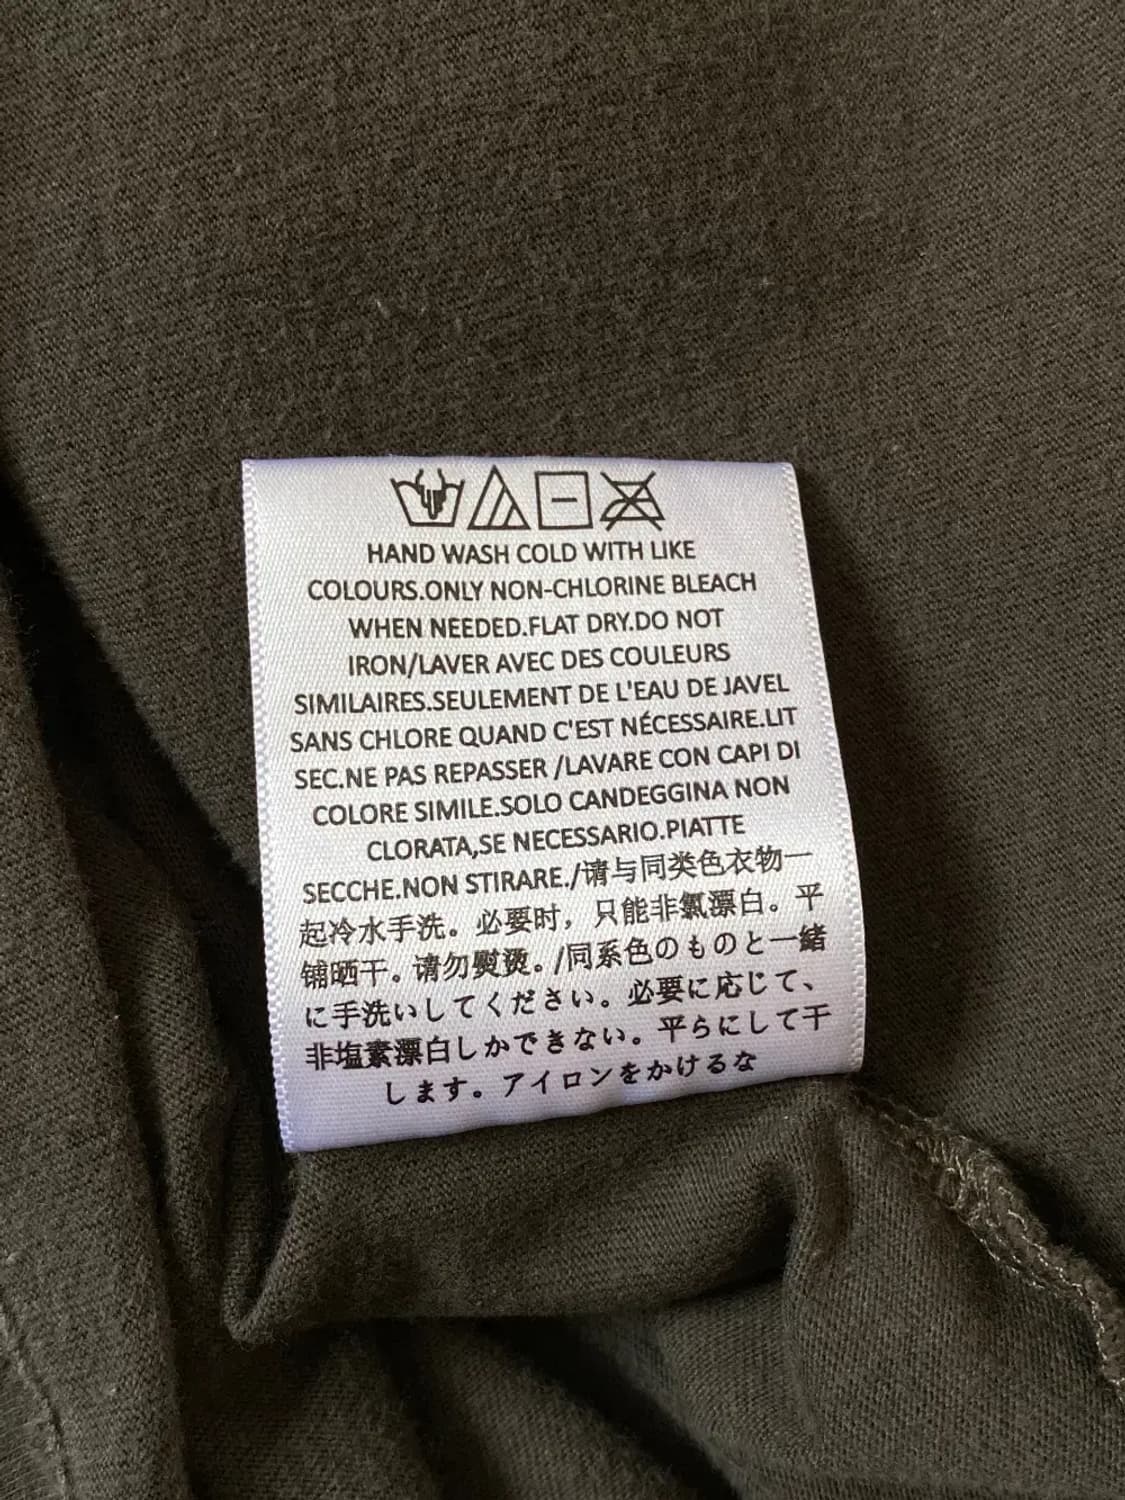 HAND WASH COLD WITH LIKE
COLOURS.ONLY NON-CHLORINE BLEACH
WHEN NEEDED.FLAT DRY.DO NOT
IRON/LAVER AVEC DES COULEURS
SIMILAIRES.SEULEMENT DE L'EAU DE JAVEL
SANS CHLORE QUAND C'EST NÉCESSAIRE.LIT
SEC.NE PAS REPASSER /LAVARE CON CAPI DI
COLORE SIMILE.SOLO CANDEGGINA NON
CLORATA,SE NECESSARIO.PIATTE
SECCHE.NON STIRARE./请与同类色衣物一
起冷水手洗。必要时，只能非氯漂白。平
铺晒干。请勿熨烫。/同系色のものと一緒
に手洗いしてください。必要に応じて、
非塩素漂白しかできない。平らにして干
します。アイロンをかけるな